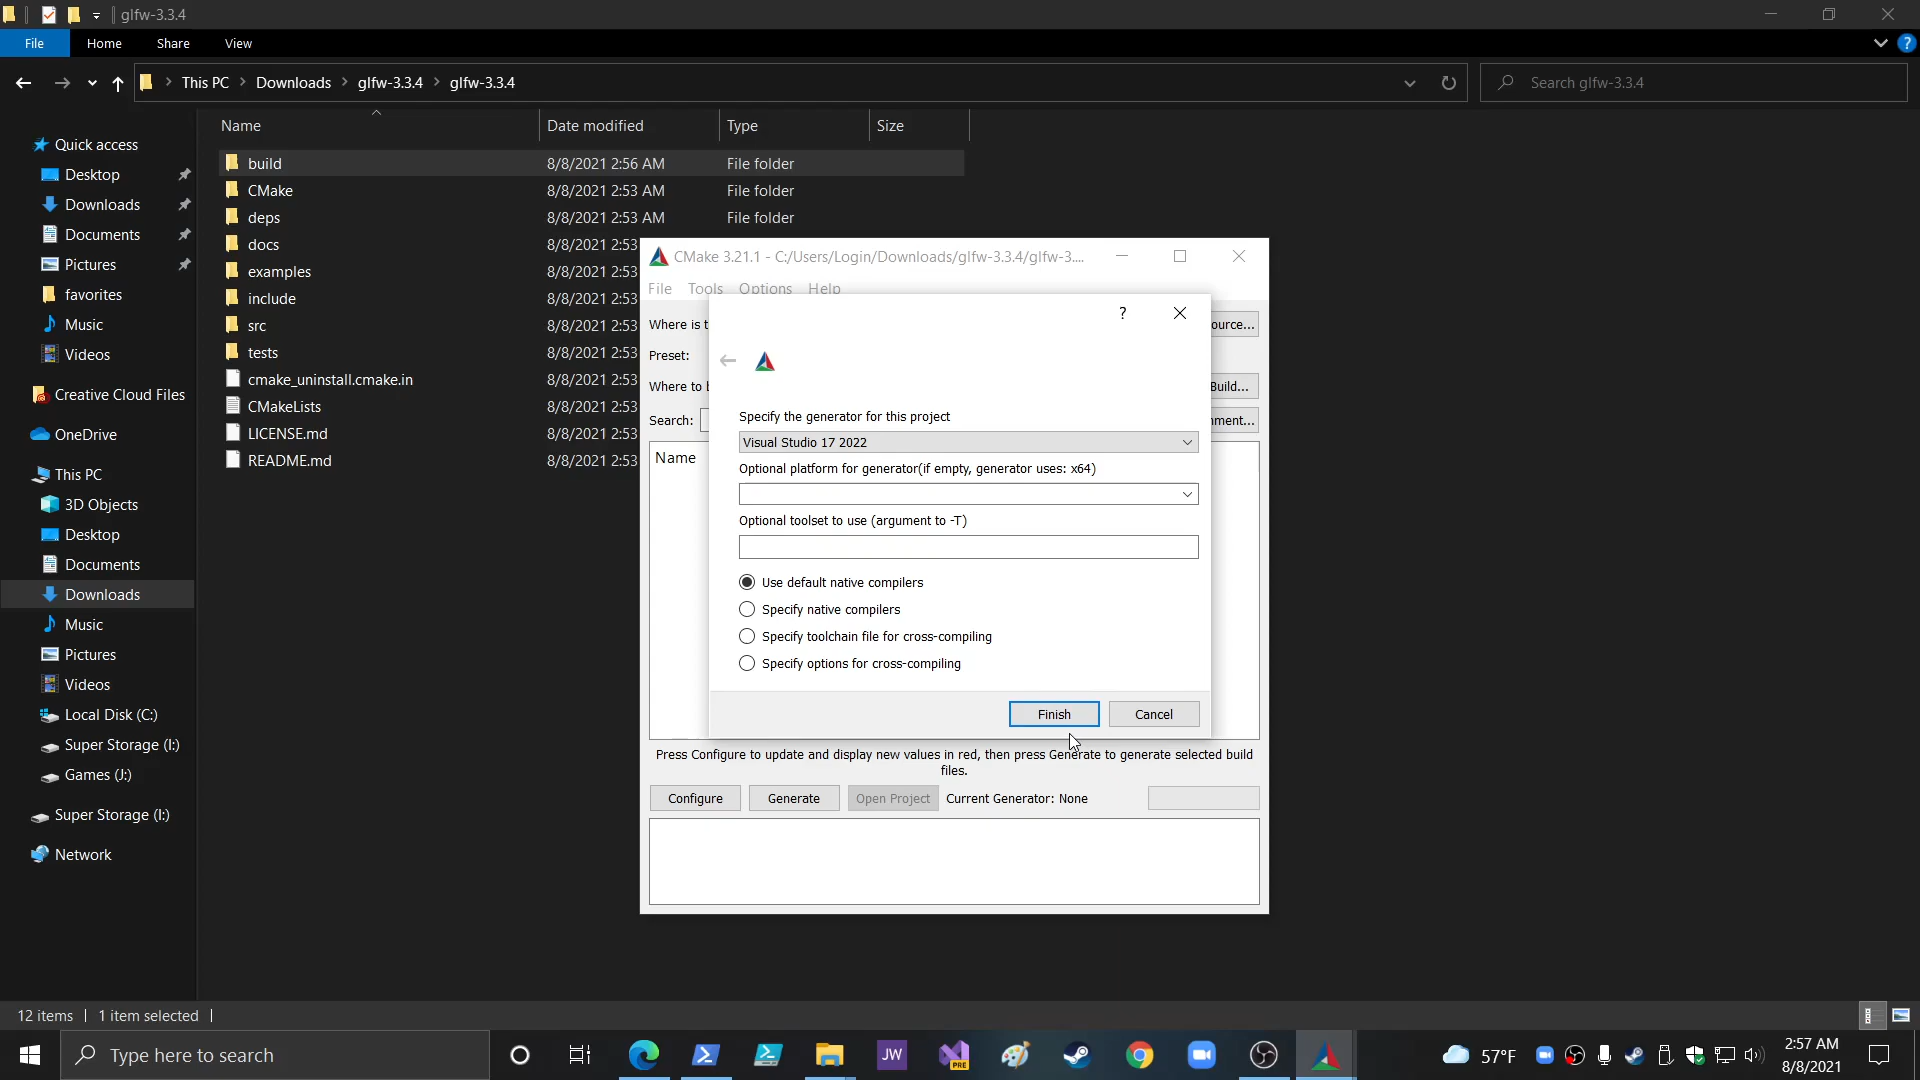 glfw-3.3.4
File Home Share View
This PC Downloads glfw-3.3.4 glfw-3.3.4
Search glfw-3.3.4
Name Date modified Type Size
Quick access
Desktop
Downloads
Documents
Pictures
favorites
Music
Videos
Creative Cloud Files
OneDrive
This PC
3D Objects
Desktop
Documents
Downloads
Music
Pictures
Videos
Local Disk (C:)
Super Storage (I:)
Games (J:)
Super Storage (I:)
Network
build 8/8/2021 2:56 AM File folder
CMake 8/8/2021 2:53 AM File folder
deps 8/8/2021 2:53 AM File folder
docs 8/8/2021 2:53
examples 8/8/2021 2:53
include 8/8/2021 2:53
src 8/8/2021 2:53
tests 8/8/2021 2:53
cmake_uninstall.cmake.in 8/8/2021 2:53
CMakeLists 8/8/2021 2:53
LICENSE.md 8/8/2021 2:53
README.md 8/8/2021 2:53
CMake 3.21.1 - C:/Users/Login/Downloads/glfw-3.3.4/glfw-3....
File Tools Options Help
Where is t ource...
Preset:
Where to b Build...
Search: nment...
Name
?
Specify the generator for this project
Visual Studio 17 2022
Optional platform for generator(if empty, generator uses: x64)
Optional toolset to use (argument to -T)
Use default native compilers
Specify native compilers
Specify toolchain file for cross-compiling
Specify options for cross-compiling
Finish Cancel
Press Configure to update and display new values in red, then press Generate to generate selected build
files.
Configure Generate Open Project Current Generator: None
12 items 1 item selected
Type here to search
JW
PRE
57°F
2:57 AM
8/8/2021